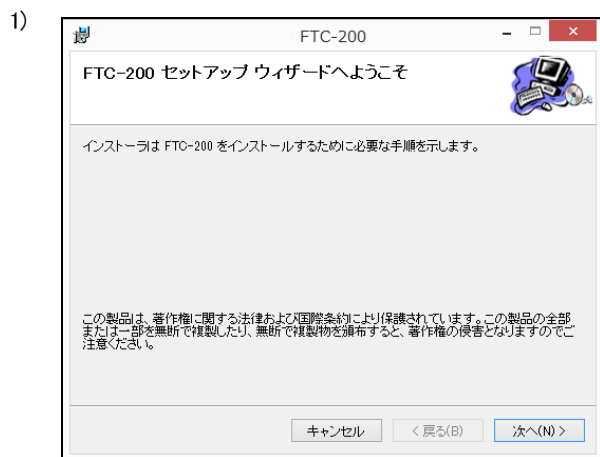 1)
FTC-200
FTC-200 セットアップ ウィザードへようこそ
インストーラは FTC-200 をインストールするために必要な手順を示します。
この製品は、著作権に関する法律および国際条約により保護されています。この製品の全部
または一部を無断で複製したり、無断で複製物を頒布すると、著作権の侵害となりますのでご
注意ください。
キャンセル
< 戻る(B)
次へ(N) >